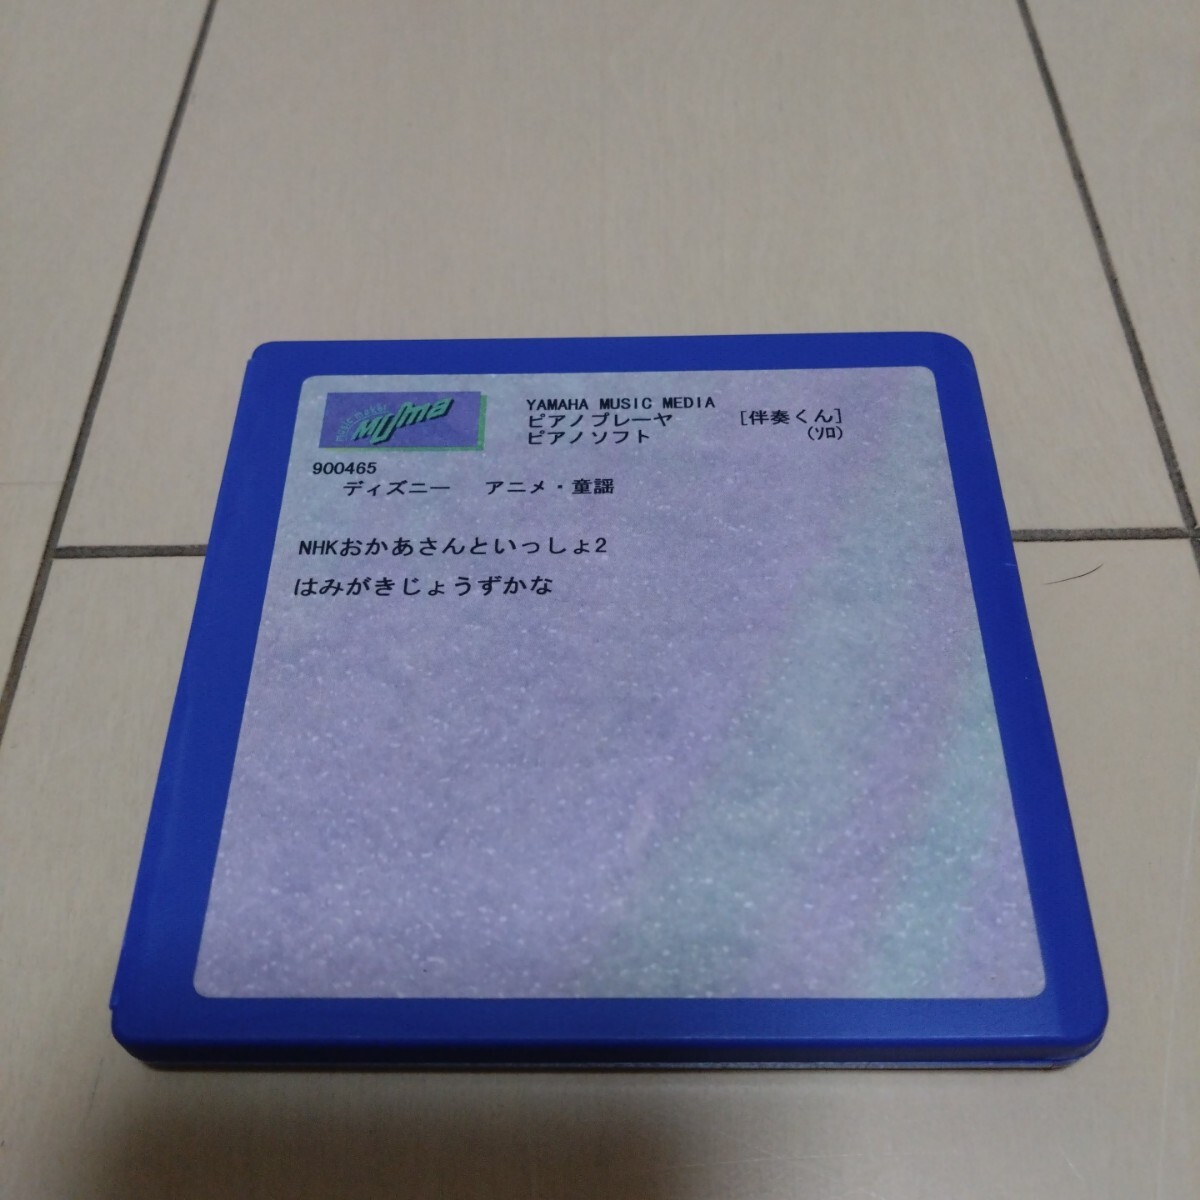 music maker
MUma
YAMAHA MUSIC MEDIA
ピアノプレーヤ [伴奏くん]
ピアノソフト (ソロ)
900465
ディズニー アニメ・童謡
NHKおかあさんといっしょ2
はみがきじょうずかな